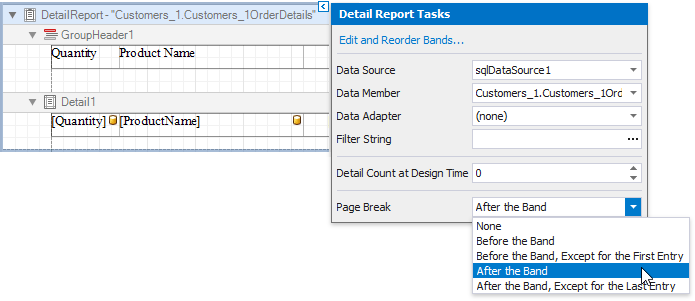 DetailReport - "Customers_1.Customers_1OrderDetails"
GroupHeader1
Quantity Product Name
Detail1
[Quantity] [ProductName]
Detail Report Tasks
Edit and Reorder Bands...
Data Source sqlDataSource1
Data Member Customers_1.Customers_1Ord
Data Adapter (none)
Filter String ...
Detail Count at Design Time 0
Page Break After the Band
None
Before the Band
Before the Band, Except for the First Entry
After the Band
After the Band, Except for the Last Entry